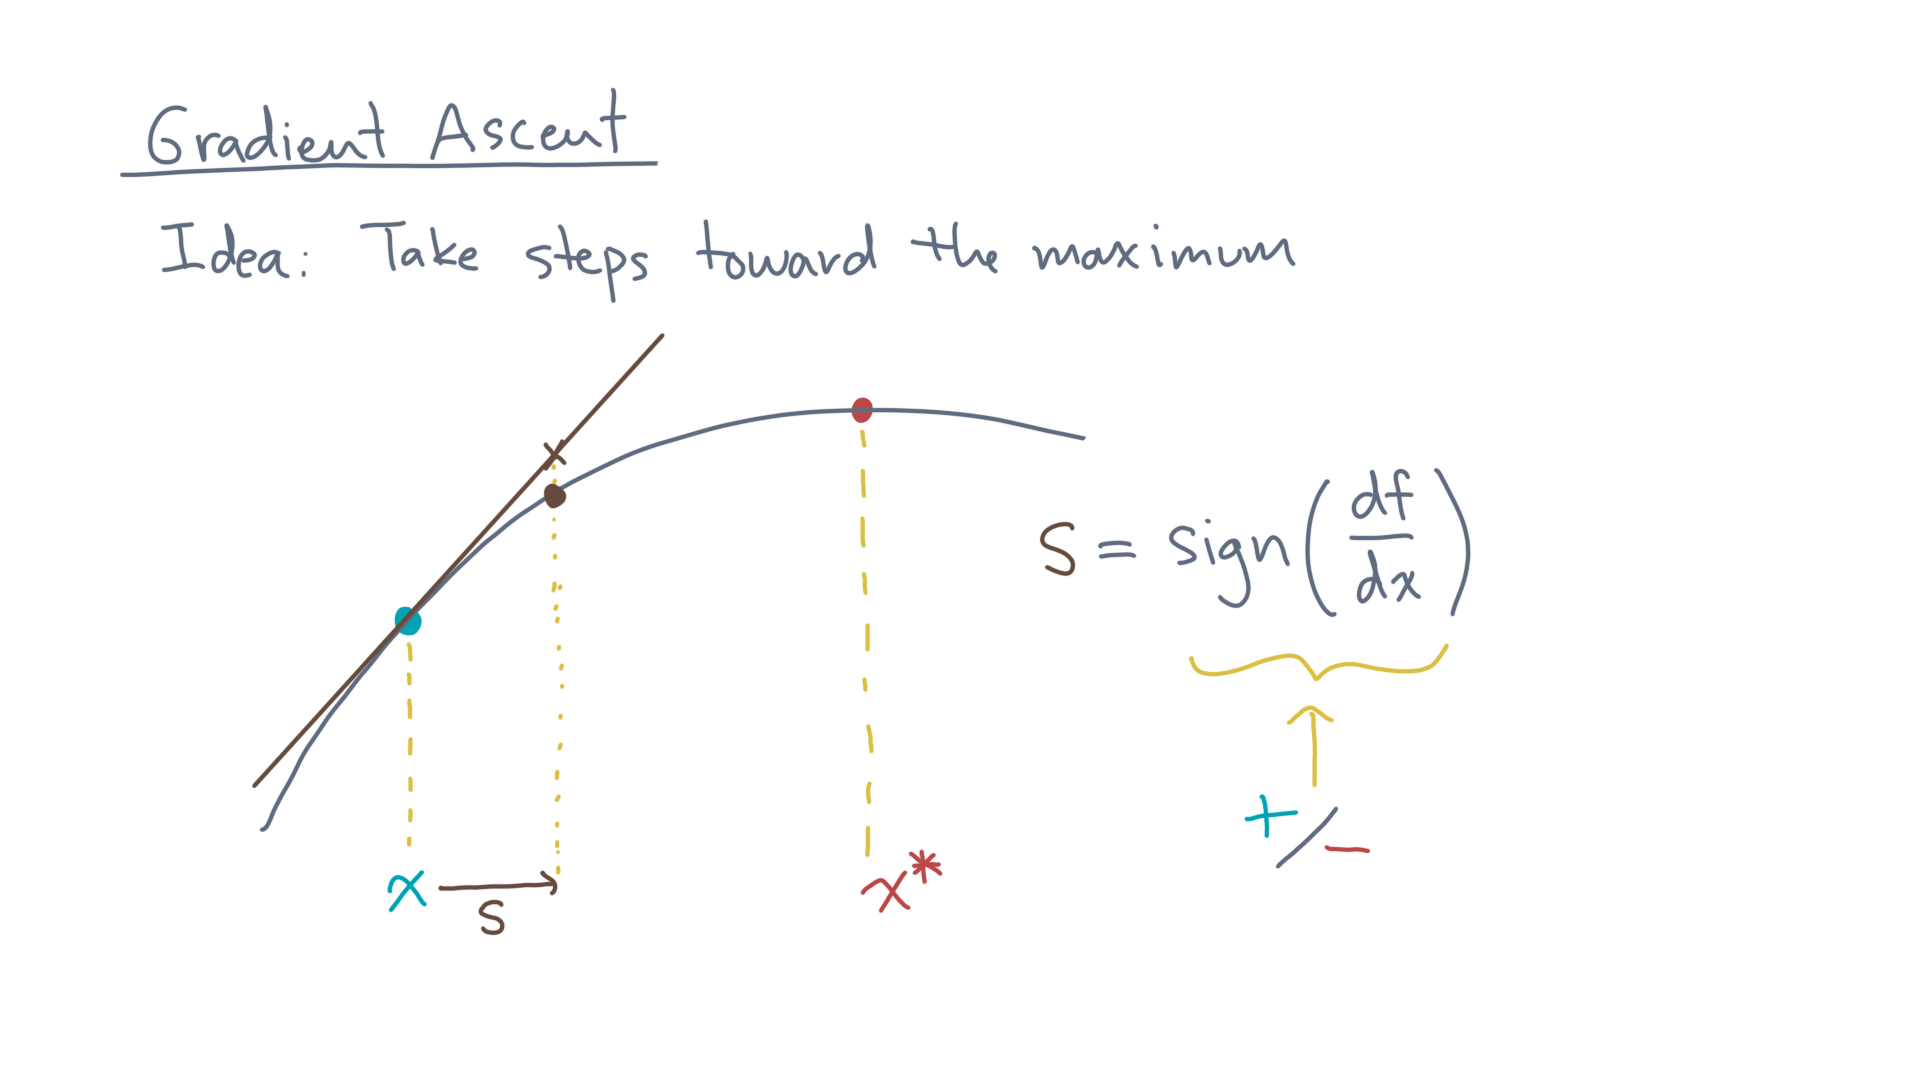 Gradient Ascent
Idea: Take steps toward the maximum
S = sign(df/dx)
+/-
x
S
x*